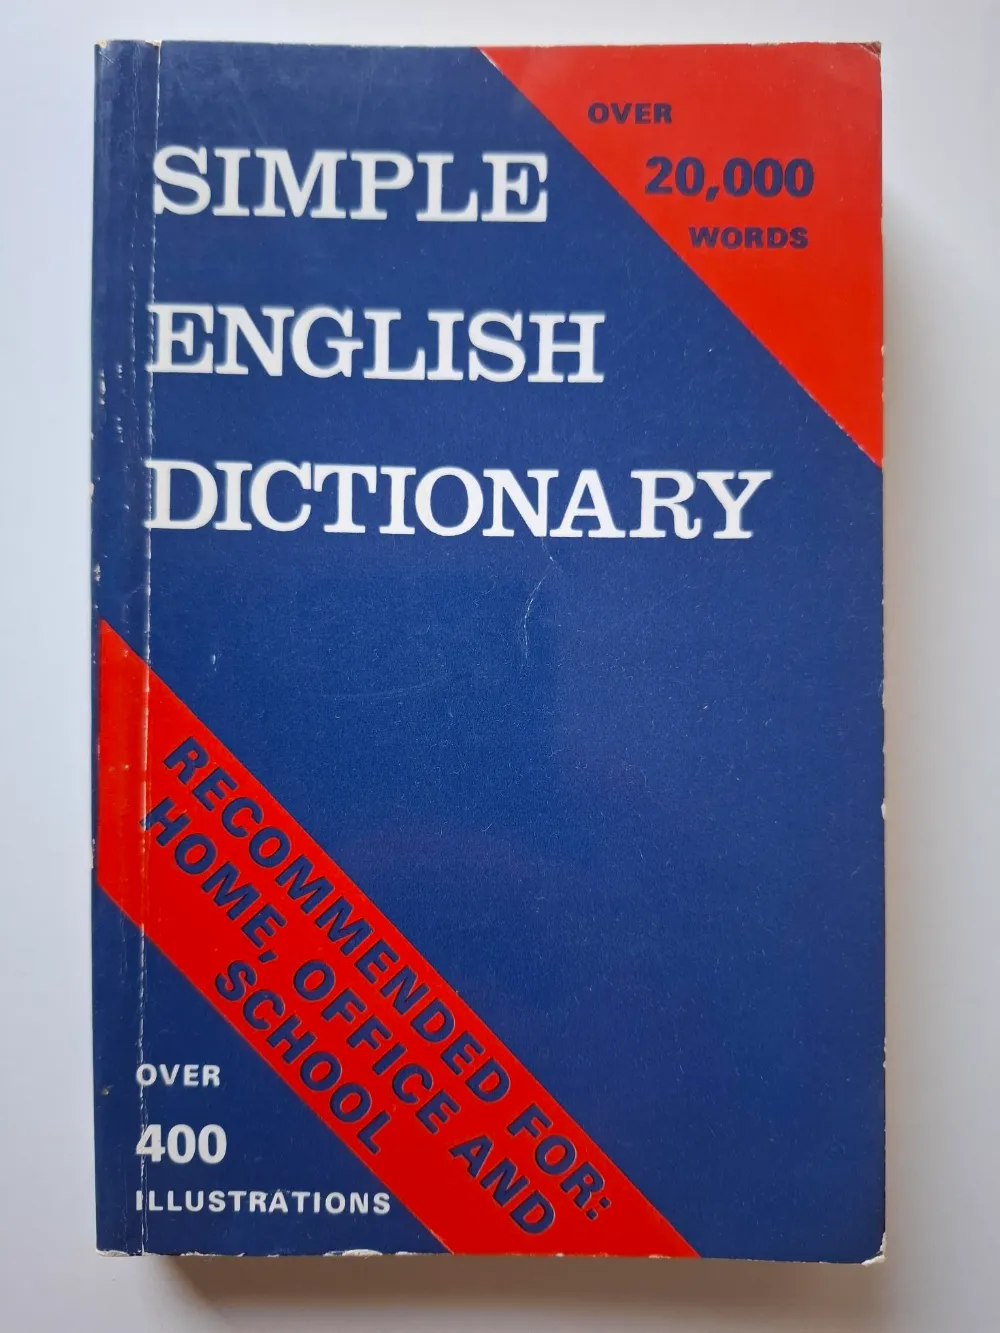 OVER
20,000
WORDS
SIMPLE
ENGLISH
DICTIONARY
RECOMMENDED FOR:
HOME, OFFICE AND
SCHOOL
OVER
400
ILLUSTRATIONS